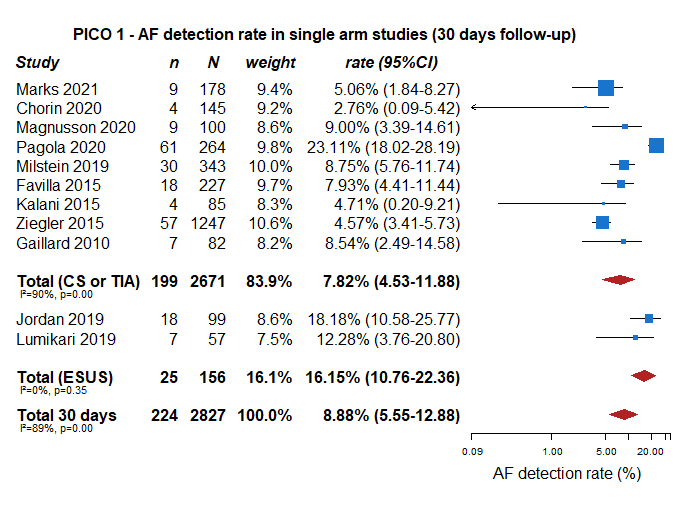 PICO 1 - AF detection rate in single arm studies (30 days follow-up)
Study n N weight rate (95%CI)
Marks 2021 9 178 9.4% 5.06% (1.84-8.27)
Chorin 2020 4 145 9.2% 2.76% (0.09-5.42)
Magnusson 2020 9 100 8.6% 9.00% (3.39-14.61)
Pagola 2020 61 264 9.8% 23.11% (18.02-28.19)
Milstein 2019 30 343 10.0% 8.75% (5.76-11.74)
Favilla 2015 18 227 9.7% 7.93% (4.41-11.44)
Kalani 2015 4 85 8.3% 4.71% (0.20-9.21)
Ziegler 2015 57 1247 10.6% 4.57% (3.41-5.73)
Gaillard 2010 7 82 8.2% 8.54% (2.49-14.58)
Total (CS or TIA) 199 2671 83.9% 7.82% (4.53-11.88)
I²=90%, p=0.00
Jordan 2019 18 99 8.6% 18.18% (10.58-25.77)
Lumikari 2019 7 57 7.5% 12.28% (3.76-20.80)
Total (ESUS) 25 156 16.1% 16.15% (10.76-22.36)
I²=0%, p=0.35
Total 30 days 224 2827 100.0% 8.88% (5.55-12.88)
I²=89%, p=0.00
0.09 1.00 5.00 20.00
AF detection rate (%)